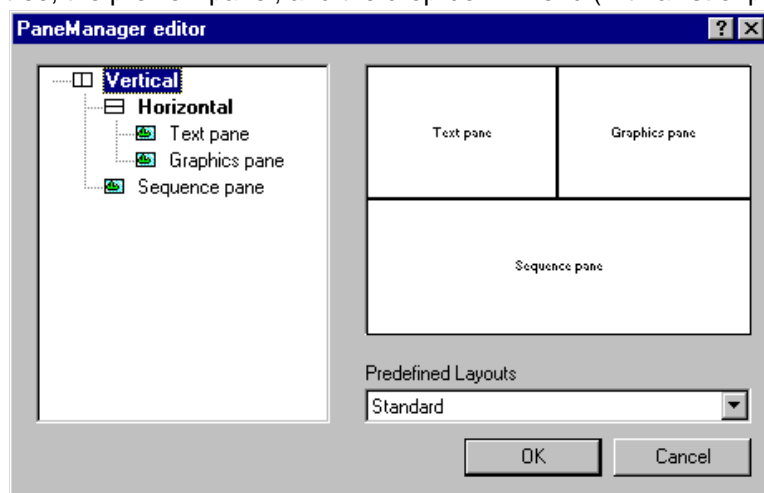 PaneManager editor
Vertical
Horizontal
Text pane
Graphics pane
Sequence pane
Text pane
Graphics pane
Sequence pane
Predefined Layouts
Standard
OK
Cancel